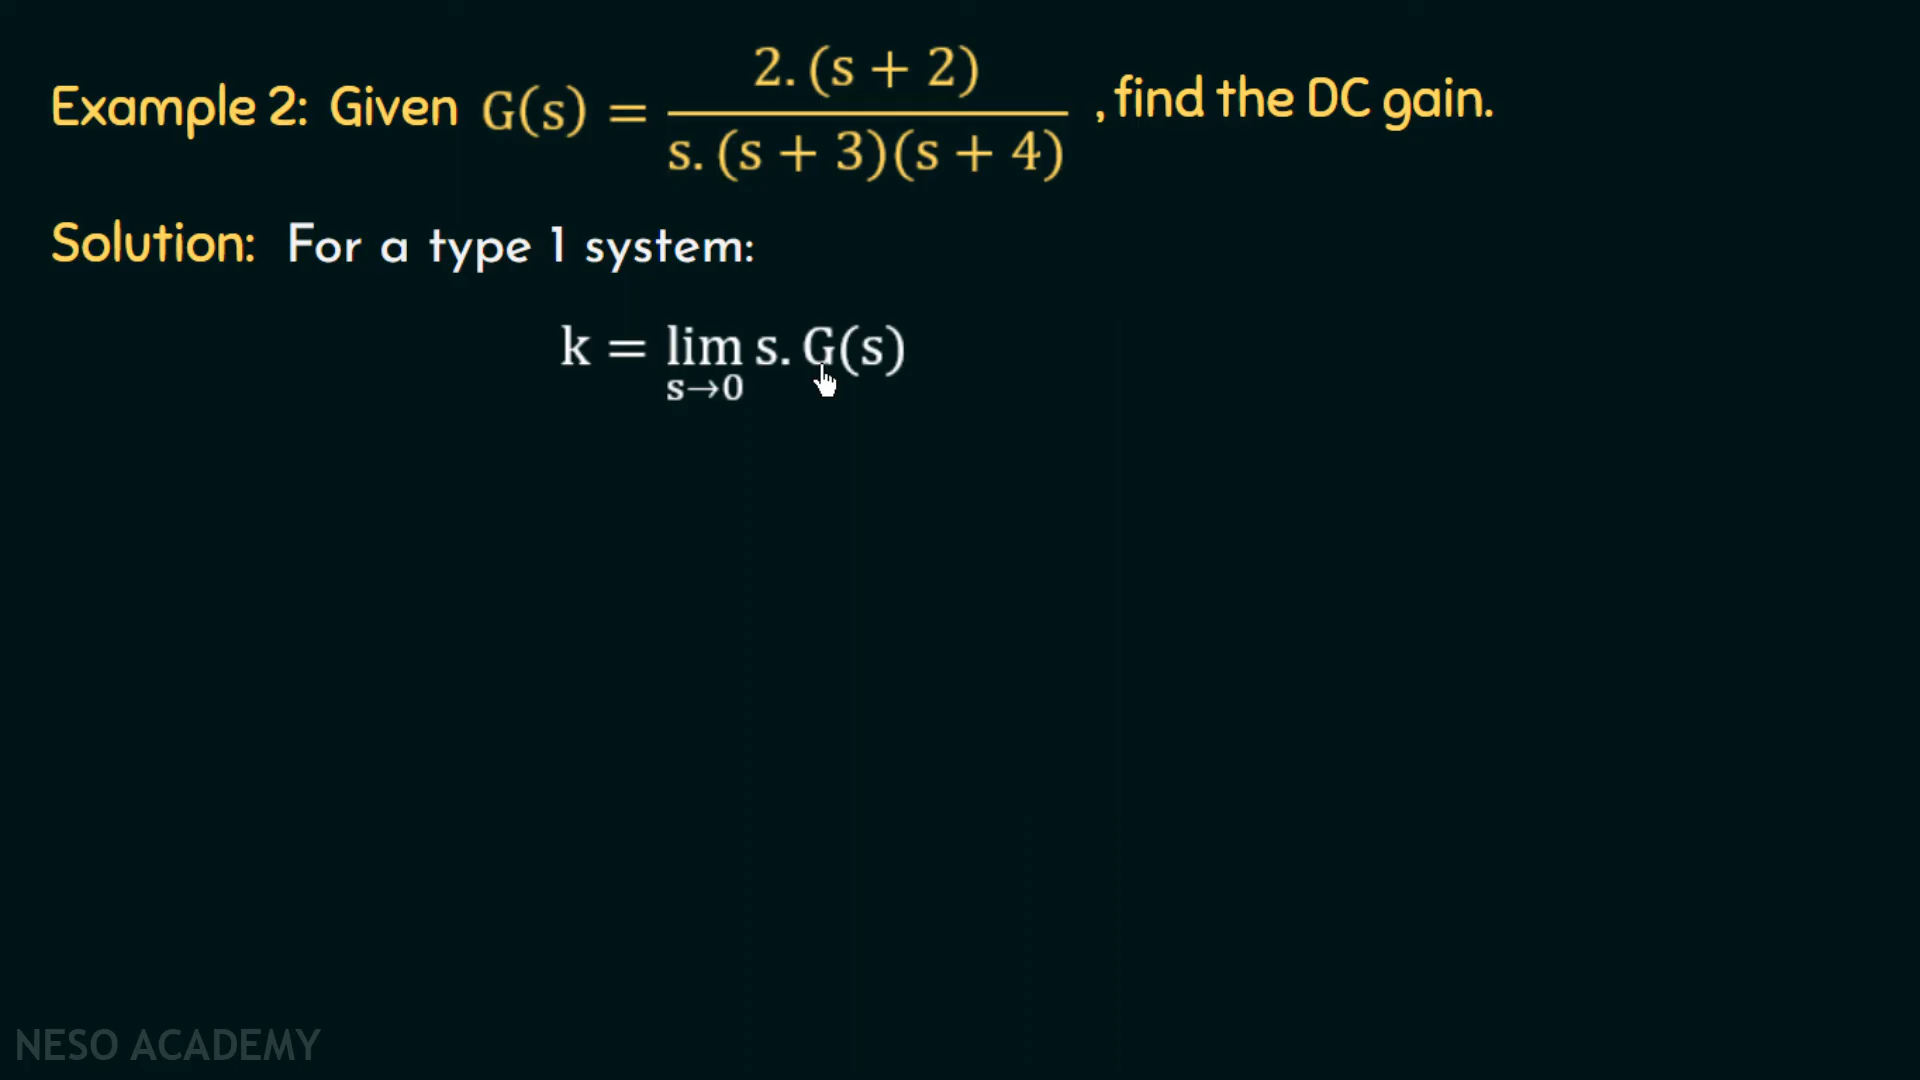 Example 2: Given G(s) = 2.(s + 2) / s.(s + 3)(s + 4) , find the DC gain.
Solution: For a type 1 system:
k = lim s→0 s. G(s)
NESO ACADEMY